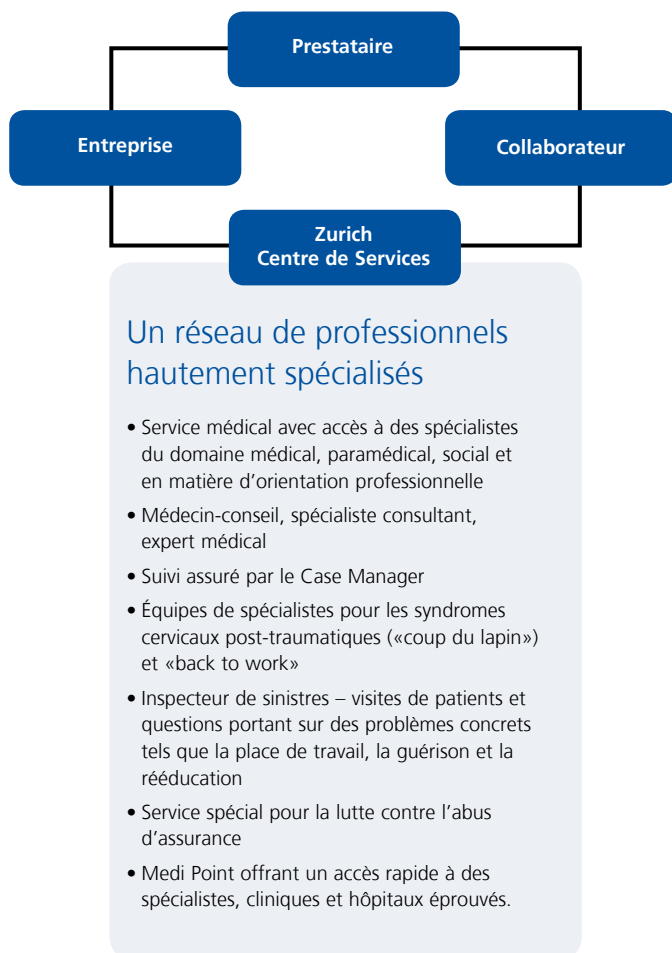 Prestataire
Entreprise
Collaborateur
Zurich
Centre de Services
Un réseau de professionnels
hautement spécialisés
• Service médical avec accès à des spécialistes
du domaine médical, paramédical, social et
en matière d’orientation professionnelle
• Médecin-conseil, spécialiste consultant,
expert médical
• Suivi assuré par le Case Manager
• Équipes de spécialistes pour les syndromes
cervicaux post-traumatiques («coup du lapin»)
et «back to work»
• Inspecteur de sinistres – visites de patients et
questions portant sur des problèmes concrets
tels que la place de travail, la guérison et la
rééducation
• Service spécial pour la lutte contre l’abus
d’assurance
• Medi Point offrant un accès rapide à des
spécialistes, cliniques et hôpitaux éprouvés.